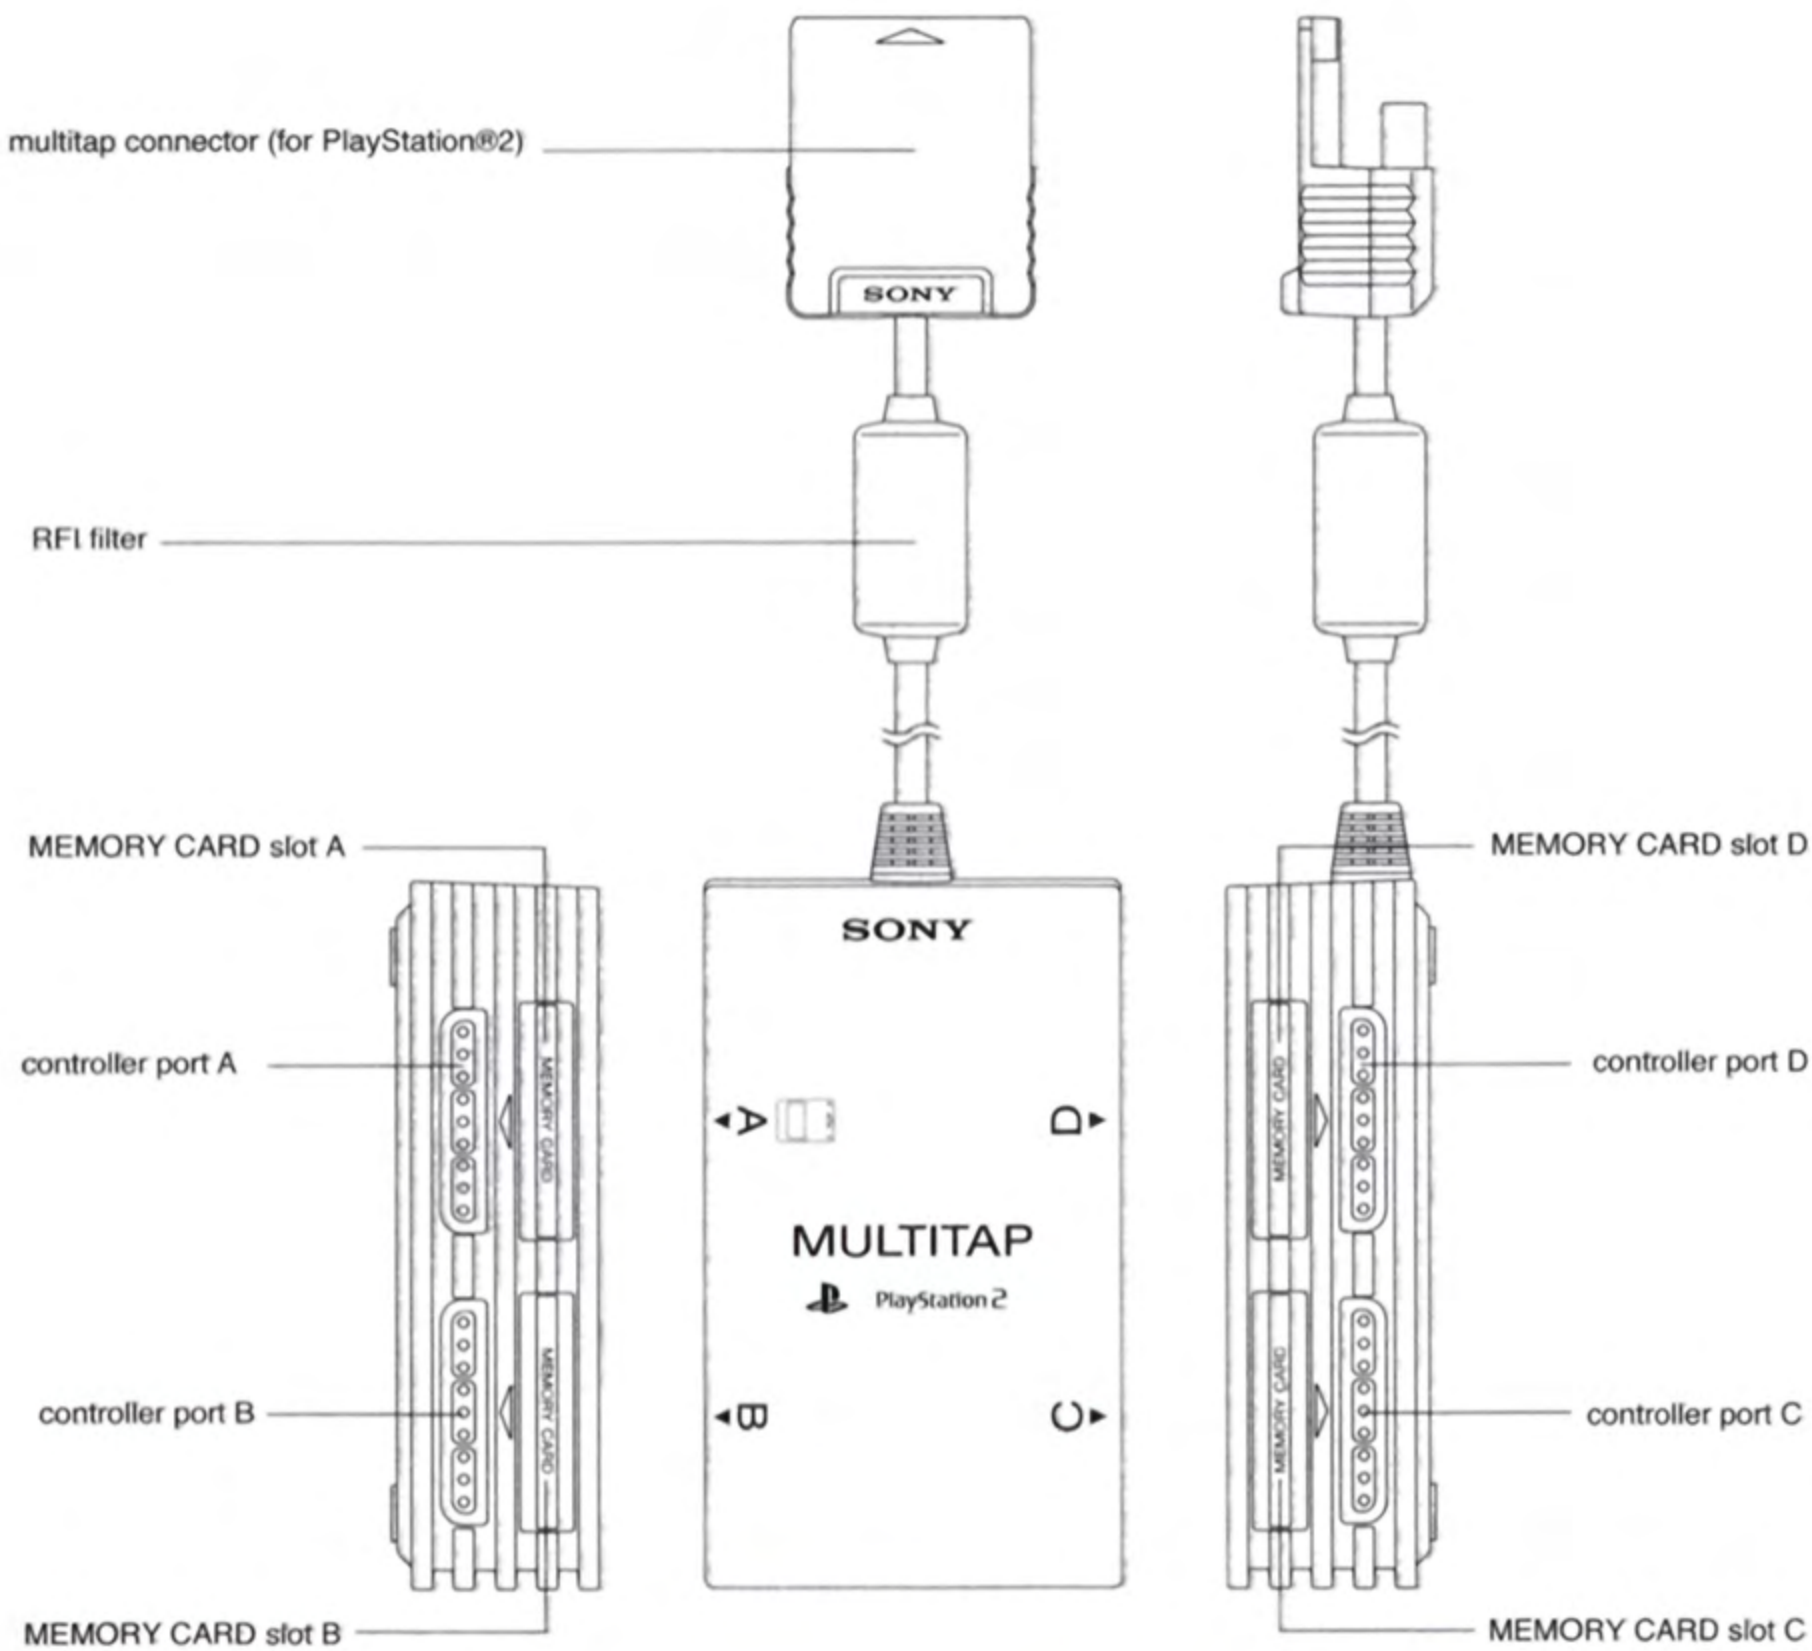 multitap connector (for PlayStation®2)
SONY
RFI filter
MEMORY CARD slot A
MEMORY CARD slot D
SONY
controller port A
controller port D
MEMORY CARD
MEMORY CARD
A
D
MULTITAP
PlayStation 2
controller port B
controller port C
MEMORY CARD
MEMORY CARD
B
C
MEMORY CARD slot B
MEMORY CARD slot C